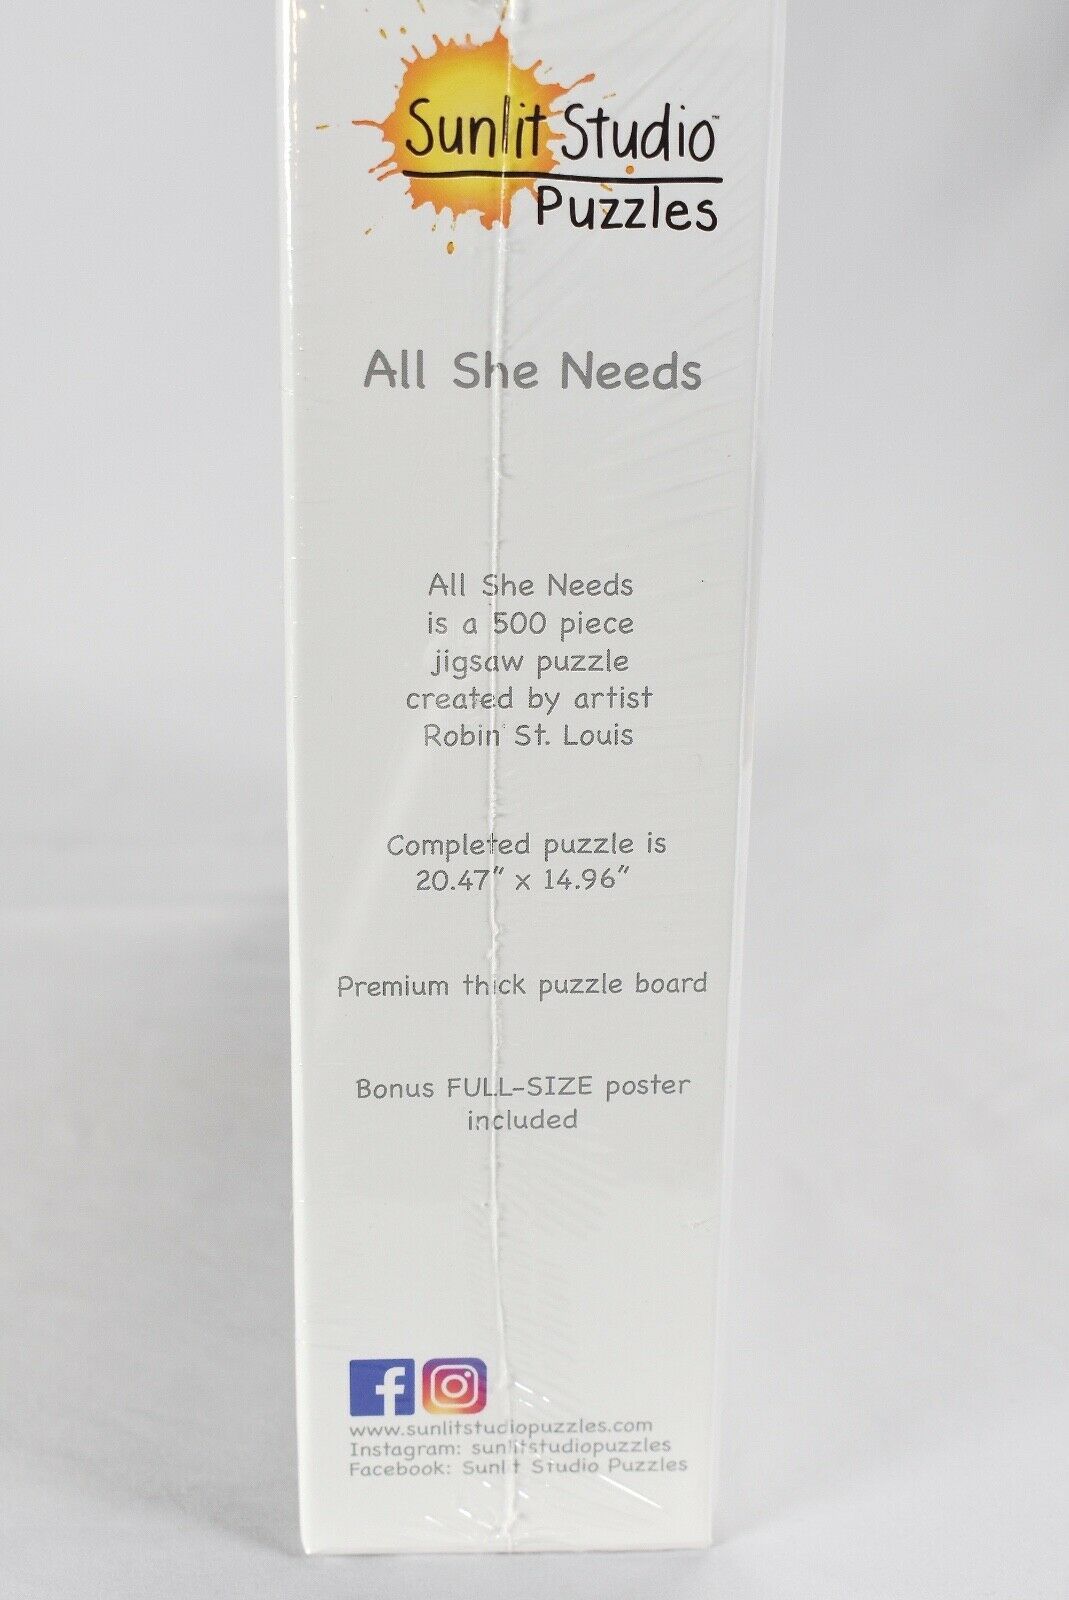 Sunlit Studio™
Puzzles
All She Needs
All She Needs
is a 500 piece
jigsaw puzzle
created by artist
Robin St. Louis
Completed puzzle is
20.47" x 14.96"
Premium thick puzzle board
Bonus FULL-SIZE poster
included
www.sunlitstudiopuzzles.com
Instagram: sunlitstudiopuzzles
Facebook: Sunlit Studio Puzzles